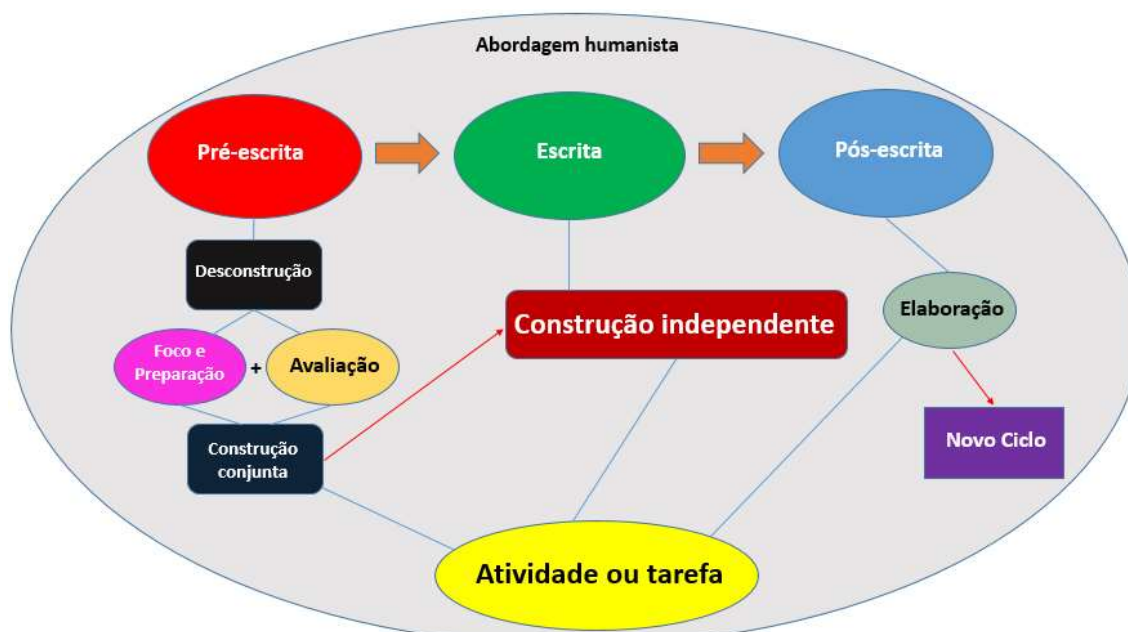 Abordagem humanista
Pré-escrita
Escrita
Pós-escrita
Desconstrução
Elaboração
Construção independente
Foco e
Preparação
+
Avaliação
Novo Ciclo
Construção
conjunta
Atividade ou tarefa